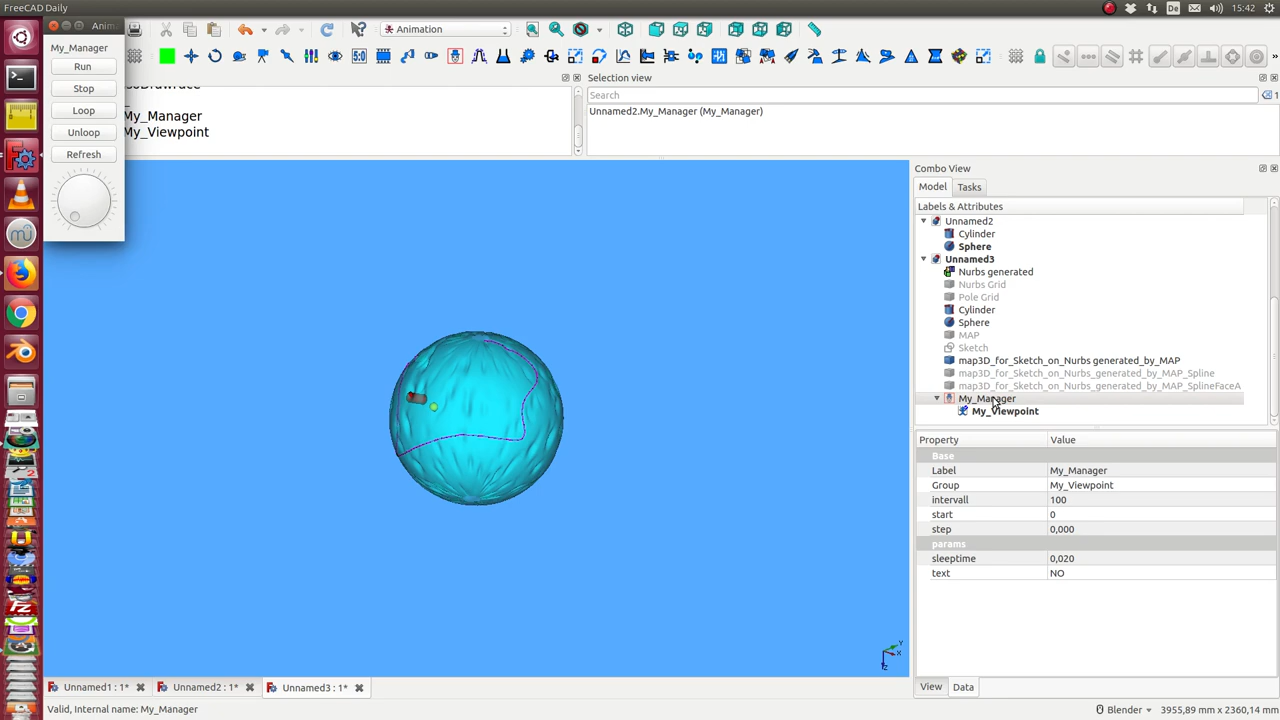 FreeCAD Daily
De
15:42
Anim
Animation
My_Manager
Run
Stop
Loop
Unloop
Refresh
My_Manager
My_Viewpoint
Selection view
Search
1
Unnamed2.My_Manager (My_Manager)
Combo View
Model
Tasks
Labels & Attributes
Unnamed2
Cylinder
Sphere
Unnamed3
Nurbs generated
Nurbs Grid
Pole Grid
Cylinder
Sphere
MAP
Sketch
map3D_for_Sketch_on_Nurbs generated_by_MAP
map3D_for_Sketch_on_Nurbs_generated_by_MAP_Spline
map3D_for_Sketch_on_Nurbs_generated_by_MAP_SplineFaceA
My_Manager
My_Viewpoint
Property Value
Base
Label My_Manager
Group My_Viewpoint
intervall 100
start 0
step 0,000
params
sleeptime 0,020
text NO
Y
X
Z
Unnamed1 : 1*
Unnamed2 : 1*
Unnamed3 : 1*
View
Data
Valid, Internal name: My_Manager
Blender
3955,89 mm x 2360,14 mm